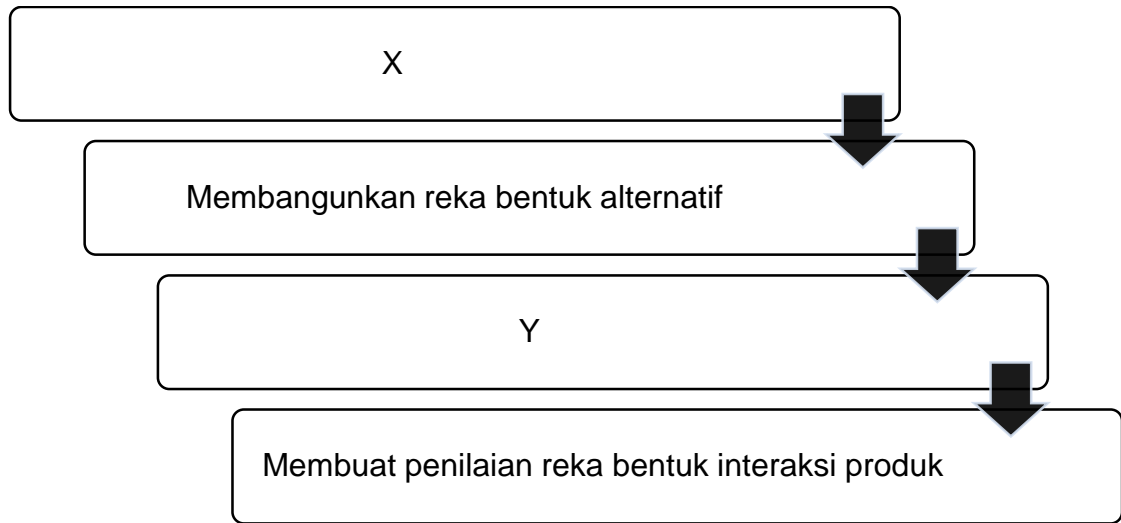 X
Membangunkan reka bentuk alternatif
Y
Membuat penilaian reka bentuk interaksi produk